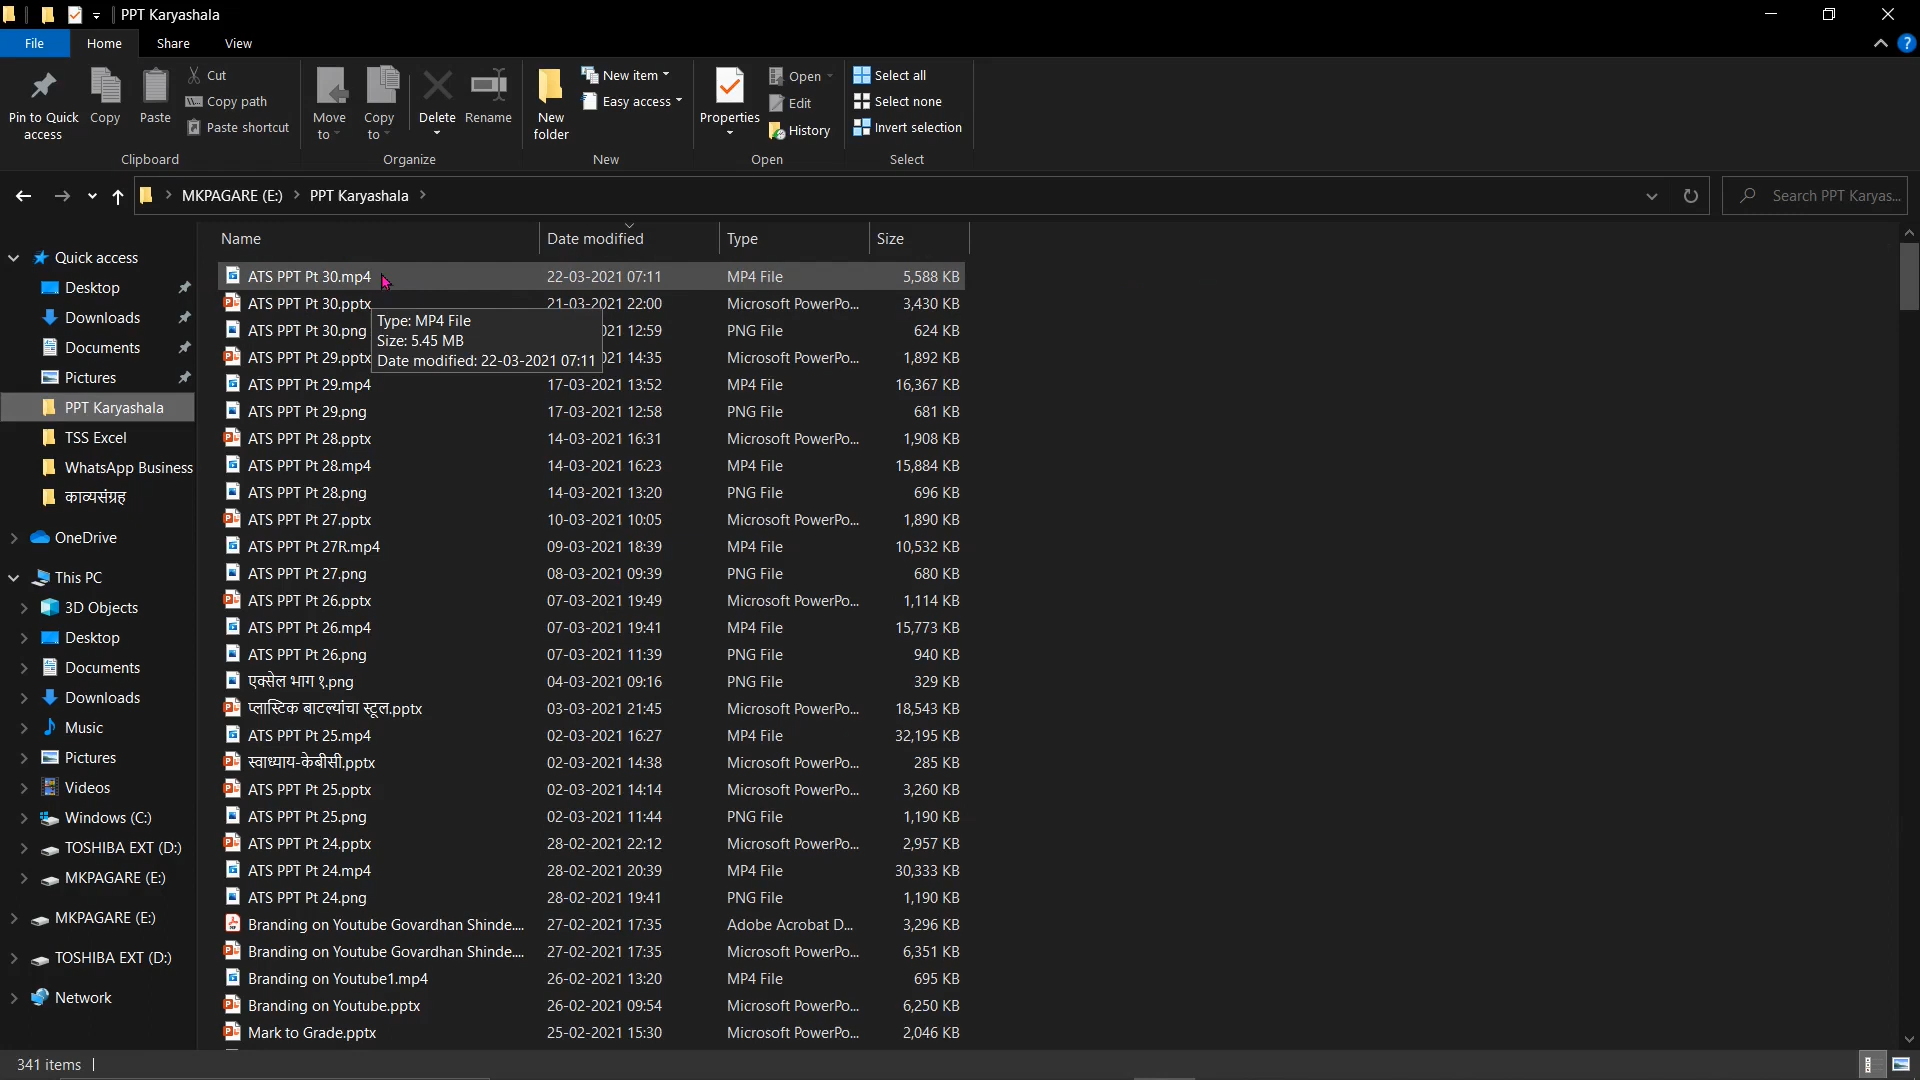 PPT Karyashala
File Home Share View
Pin to Quick access
Copy
Paste
Cut
Copy path
Paste shortcut
Move to
Copy to
Delete
Rename
New folder
New item
Easy access
Properties
Open
Edit
History
Select all
Select none
Invert selection
Clipboard Organize New Open Select
MKPAGARE (E:) PPT Karyashala
Search PPT Karyas...
Name Date modified Type Size
Quick access
Desktop
Downloads
Documents
Pictures
PPT Karyashala
TSS Excel
WhatsApp Business
काव्यसंग्रह
OneDrive
This PC
3D Objects
Desktop
Documents
Downloads
Music
Pictures
Videos
Windows (C:)
TOSHIBA EXT (D:)
MKPAGARE (E:)
MKPAGARE (E:)
TOSHIBA EXT (D:)
Network
ATS PPT Pt 30.mp4 22-03-2021 07:11 MP4 File 5,588 KB
ATS PPT Pt 30.pptx 21-03-2021 22:00 Microsoft PowerPo... 3,430 KB
ATS PPT Pt 30.png 21 12:59 PNG File 624 KB
ATS PPT Pt 29.pptx 21 14:35 Microsoft PowerPo... 1,892 KB
Type: MP4 File
Size: 5.45 MB
Date modified: 22-03-2021 07:11
ATS PPT Pt 29.mp4 17-03-2021 13:52 MP4 File 16,367 KB
ATS PPT Pt 29.png 17-03-2021 12:58 PNG File 681 KB
ATS PPT Pt 28.pptx 14-03-2021 16:31 Microsoft PowerPo... 1,908 KB
ATS PPT Pt 28.mp4 14-03-2021 16:23 MP4 File 15,884 KB
ATS PPT Pt 28.png 14-03-2021 13:20 PNG File 696 KB
ATS PPT Pt 27.pptx 10-03-2021 10:05 Microsoft PowerPo... 1,890 KB
ATS PPT Pt 27R.mp4 09-03-2021 18:39 MP4 File 10,532 KB
ATS PPT Pt 27.png 08-03-2021 09:39 PNG File 680 KB
ATS PPT Pt 26.pptx 07-03-2021 19:49 Microsoft PowerPo... 1,114 KB
ATS PPT Pt 26.mp4 07-03-2021 19:41 MP4 File 15,773 KB
ATS PPT Pt 26.png 07-03-2021 11:39 PNG File 940 KB
एक्सेल भाग १.png 04-03-2021 09:16 PNG File 329 KB
प्लास्टिक बाटल्यांचा स्टूल.pptx 03-03-2021 21:45 Microsoft PowerPo... 18,543 KB
ATS PPT Pt 25.mp4 02-03-2021 16:27 MP4 File 32,195 KB
स्वाध्याय-केबीसी.pptx 02-03-2021 14:38 Microsoft PowerPo... 285 KB
ATS PPT Pt 25.pptx 02-03-2021 14:14 Microsoft PowerPo... 3,260 KB
ATS PPT Pt 25.png 02-03-2021 11:44 PNG File 1,190 KB
ATS PPT Pt 24.pptx 28-02-2021 22:12 Microsoft PowerPo... 2,957 KB
ATS PPT Pt 24.mp4 28-02-2021 20:39 MP4 File 30,333 KB
ATS PPT Pt 24.png 28-02-2021 19:41 PNG File 1,190 KB
Branding on Youtube Govardhan Shinde.... 27-02-2021 17:35 Adobe Acrobat D... 3,296 KB
Branding on Youtube Govardhan Shinde.... 27-02-2021 17:35 Microsoft PowerPo... 6,351 KB
Branding on Youtube1.mp4 26-02-2021 13:20 MP4 File 695 KB
Branding on Youtube.pptx 26-02-2021 09:54 Microsoft PowerPo... 6,250 KB
Mark to Grade.pptx 25-02-2021 15:30 Microsoft PowerPo... 2,046 KB
341 items